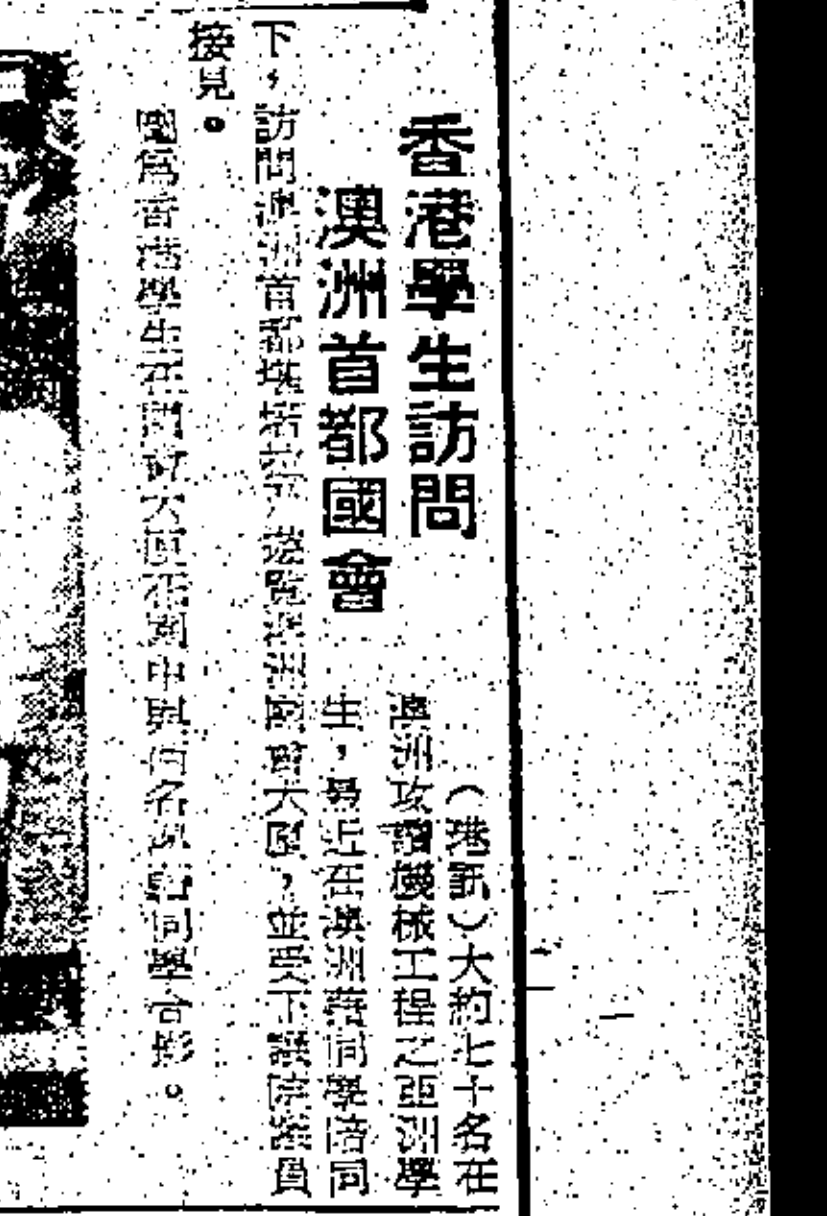 香港學生訪問
澳洲首都國會
（港訊）大約七十名在
澳洲攻讀機械工程之亞洲學
生，最近在澳洲籍同學陪同
下，訪問澳洲首都堪培拉，遊覽澳洲國會大厦，並受下議院議員
接見。
圖為香港學生在國會大厦花園中與何名澳籍同學合影。